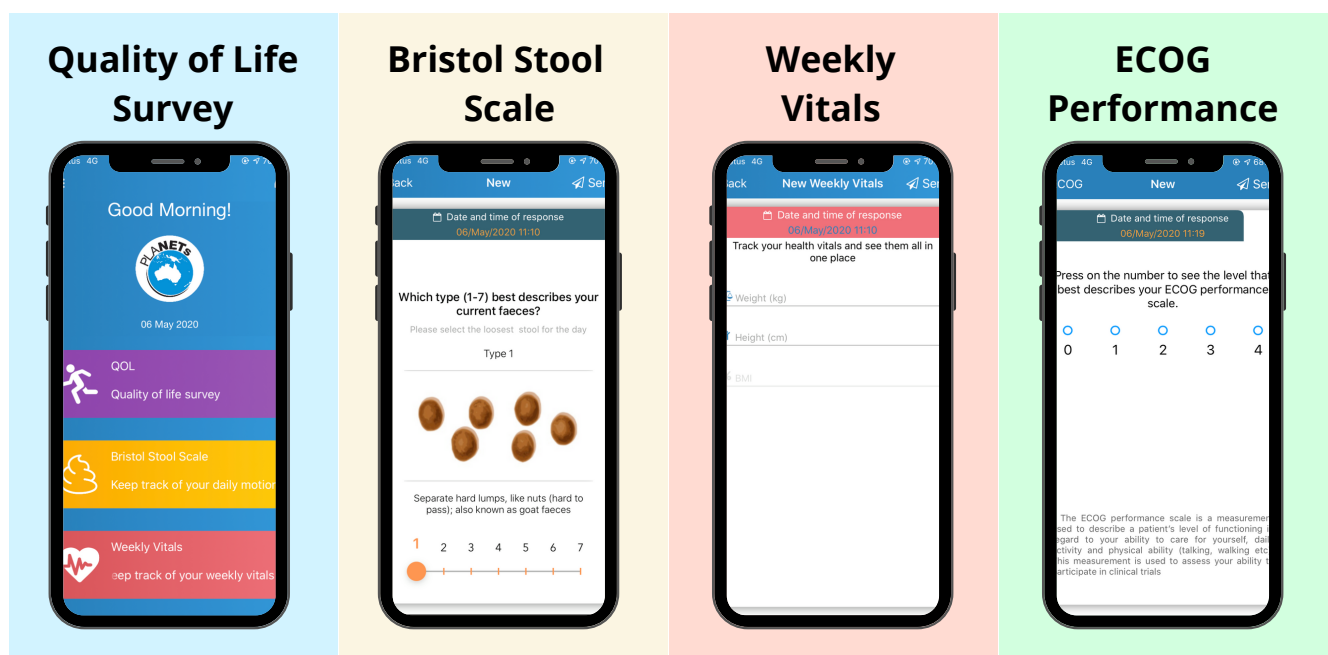 Quality of Life
Survey
4G
Good Morning!
PLANETs
06 May 2020
QOL
Quality of life survey
Bristol Stool Scale
Keep track of your daily motion
Weekly Vitals
eep track of your weekly vitals
Bristol Stool
Scale
4G
ack New Sen
Date and time of response
06/May/2020 11:10
Which type (1-7) best describes your
current faeces?
Please select the loosest stool for the day
Type 1
Separate hard lumps, like nuts (hard to
pass); also known as goat faeces
1 2 3 4 5 6 7
Weekly
Vitals
4G
ack New Weekly Vitals Sen
Date and time of response
06/May/2020 11:10
Track your health vitals and see them all in
one place
Weight (kg)
Height (cm)
BMI
ECOG
Performance
4G
COG New Se
Date and time of response
06/May/2020 11:19
Press on the number to see the level that
best describes your ECOG performance
scale.
0 1 2 3 4
The ECOG performance scale is a measuremen
sed to describe a patient's level of functioning i
egard to your ability to care for yourself, dail
ctivity and physical ability (talking, walking etc
his measurement is used to assess your ability t
articipate in clinical trials